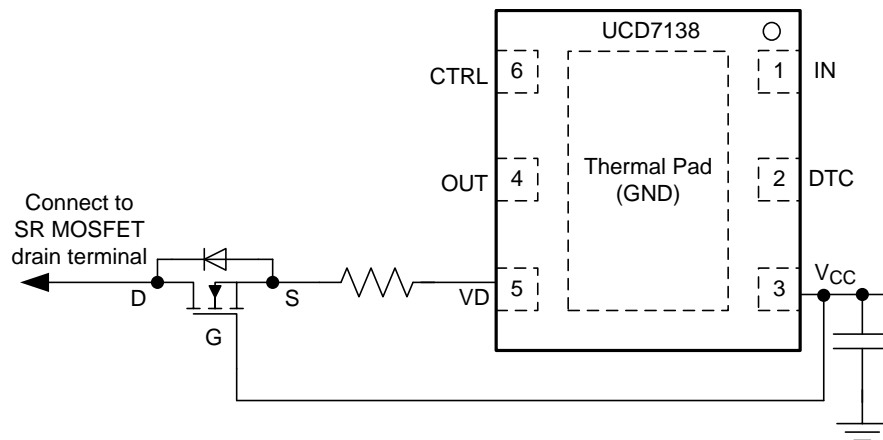 UCD7138
CTRL
6
1
IN
OUT
4
Thermal Pad
(GND)
2
DTC
Connect to
SR MOSFET
drain terminal
D
S
G
VD
5
3
VCC